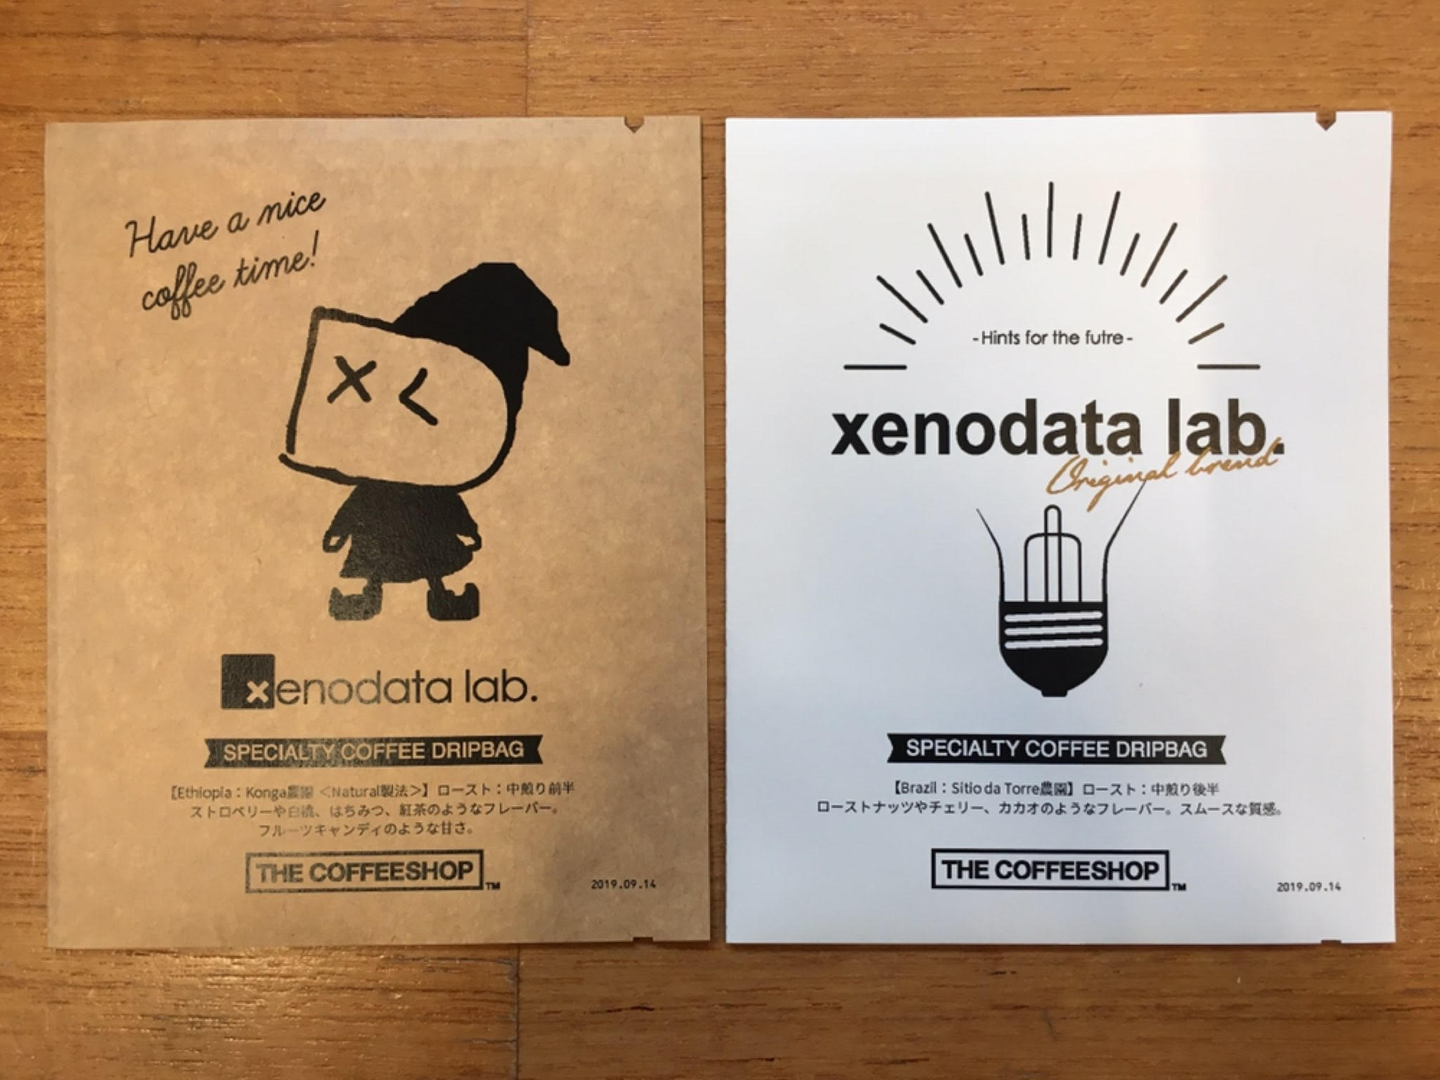 Have a nice
coffee time!
xenodata lab.
SPECIALTY COFFEE DRIPBAG
【Ethiopia：Konga農園 ＜Natural製法＞】ロースト：中煎り前半
ストロベリーや白桃、はちみつ、紅茶のようなフレーバー。
フルーツキャンディのような甘さ。
THE COFFEESHOP™
2019.09.14
-Hints for the futre-
xenodata lab.
Original brend
SPECIALTY COFFEE DRIPBAG
【Brazil：Sitio da Torre農園】ロースト：中煎り後半
ローストナッツやチェリー、カカオのようなフレーバー。スムースな質感。
THE COFFEESHOP™
2019.09.14